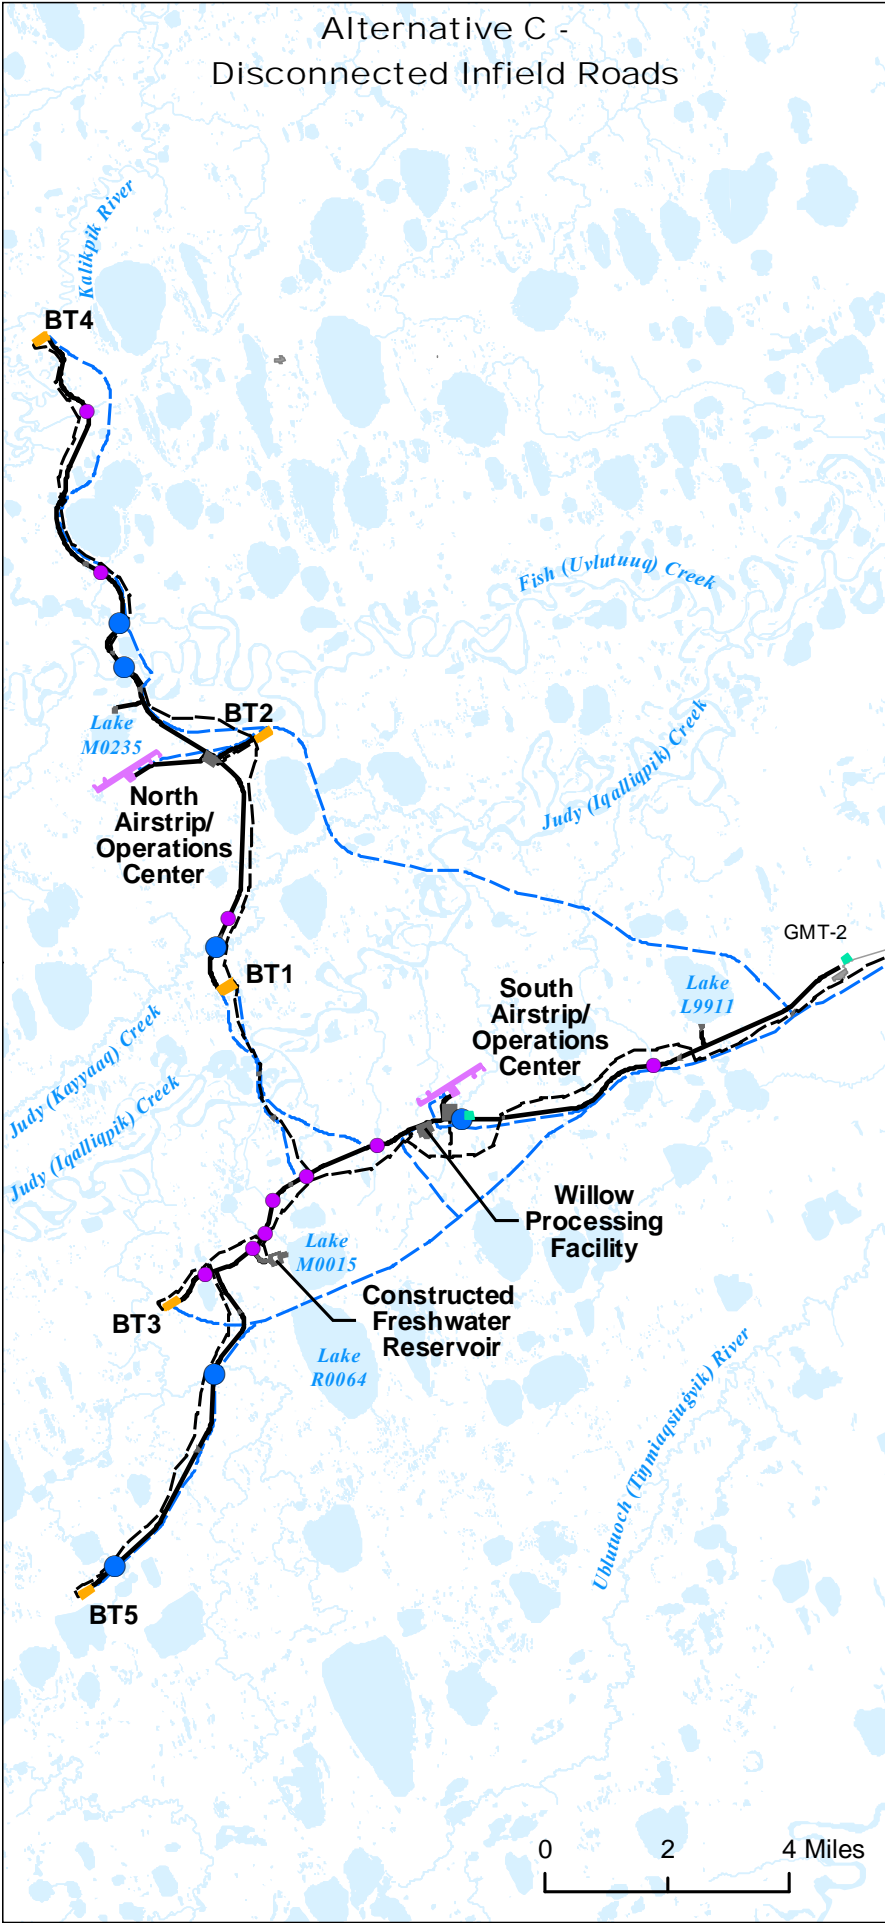 Alternative C -
Disconnected Infield Roads
Kalikpik River
BT4
Fish (Uvlutuuq) Creek
Judy (Iqalliqpik) Creek
BT2
Lake
M0235
North
Airstrip/
Operations
Center
GMT-2
BT1
Lake
L9911
South
Airstrip/
Operations
Center
Judy (Kayyaaq) Creek
Judy (Iqalliqpik) Creek
Willow
Processing
Facility
Lake
M0015
Constructed
Freshwater
Reservoir
BT3
Lake
R0064
Ublutuoch (Tiŋmiaqsiuġvik) River
BT5
0 2 4 Miles